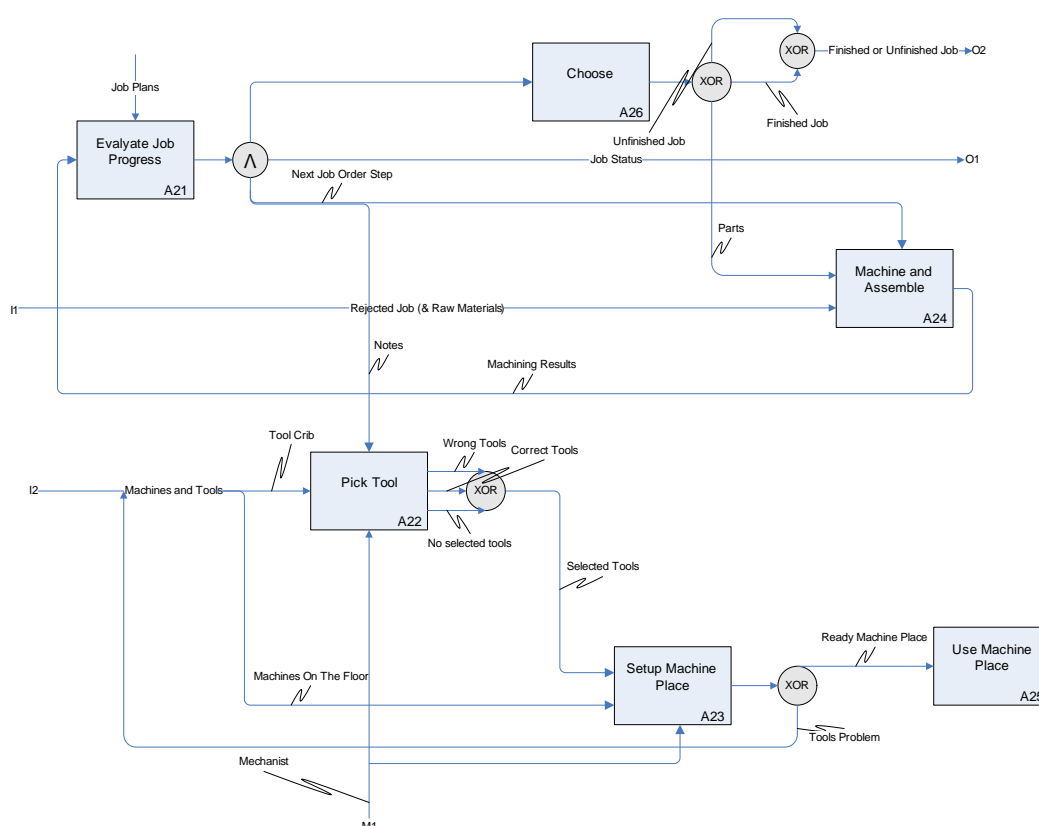 Job Plans
Evalyate Job
Progress
A21
Λ
Choose
A26
XOR
XOR
Finished or Unfinished Job
O2
Unfinished Job
Finished Job
Job Status
O1
Next Job Order Step
Parts
Machine and
Assemble
A24
I1
Rejected Job (& Raw Materials)
Notes
Machining Results
Tool Crib
Wrong Tools
Correct Tools
I2
Machines and Tools
Pick Tool
A22
XOR
No selected tools
Selected Tools
Ready Machine Place
Use Machine
Place
A25
Setup Machine
Place
A23
XOR
Machines On The Floor
Tools Problem
Mechanist
M1